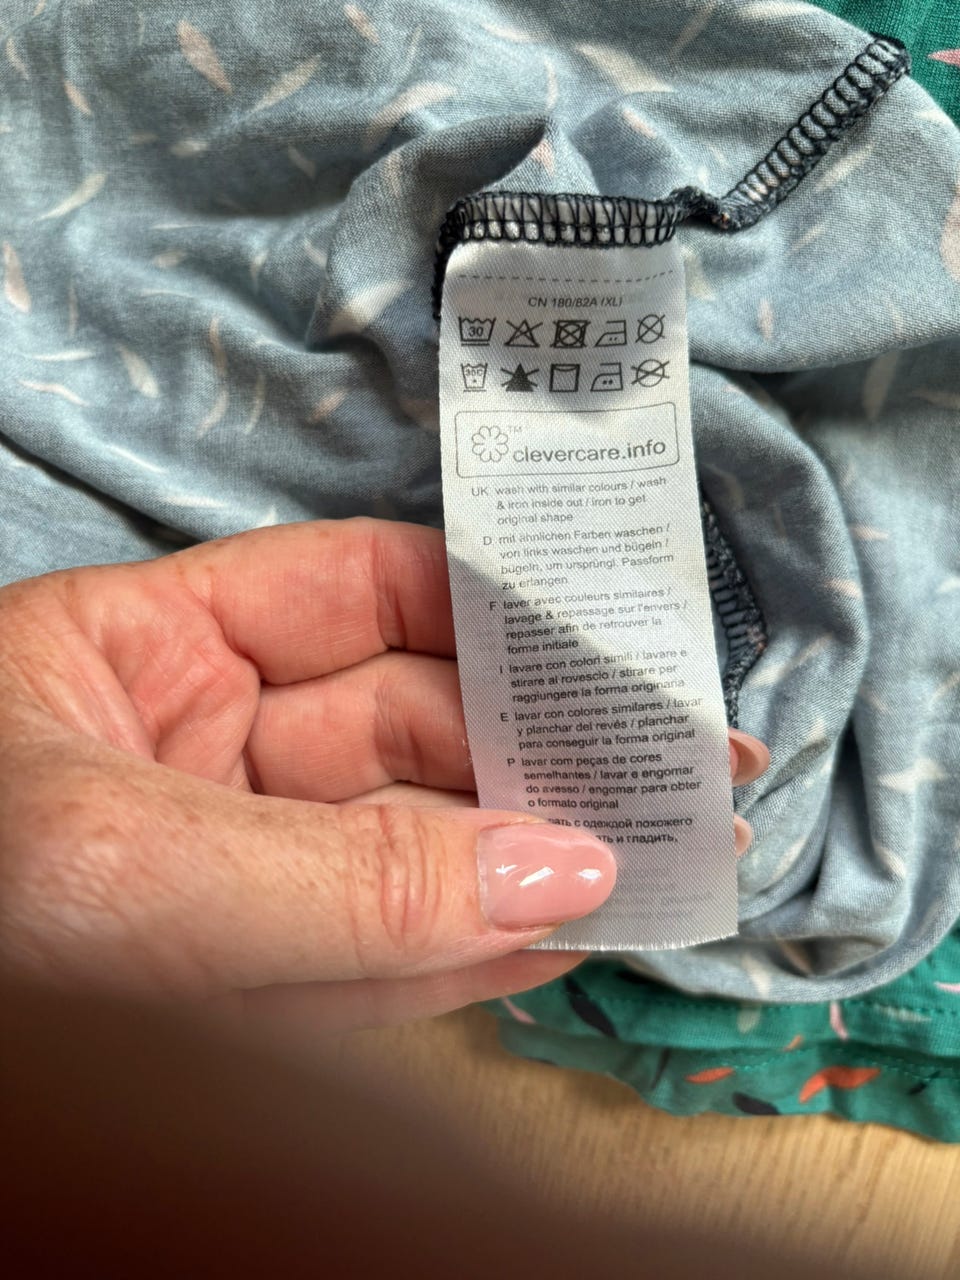 CN 180/82A (XL)
30
30C
™
clevercare.info
UK wash with similar colours / wash
& iron inside out / iron to get
original shape
D mit ähnlichen Farben waschen /
von links waschen und bügeln /
bügeln, um ursprüngl. Passform
zu erlangen
F laver avec couleurs similaires /
lavage & repassage sur l'envers /
repasser afin de retrouver la
forme initiale
I lavare con colori simili / lavare e
stirare al rovescio / stirare per
raggiungere la forma originaria
E lavar con colores similares / lavar
y planchar del revés / planchar
para conseguir la forma original
P lavar com peças de cores
semelhantes / lavar e engomar
do avesso / engomar para obter
o formato original
с одеждой похожего
и гладить,